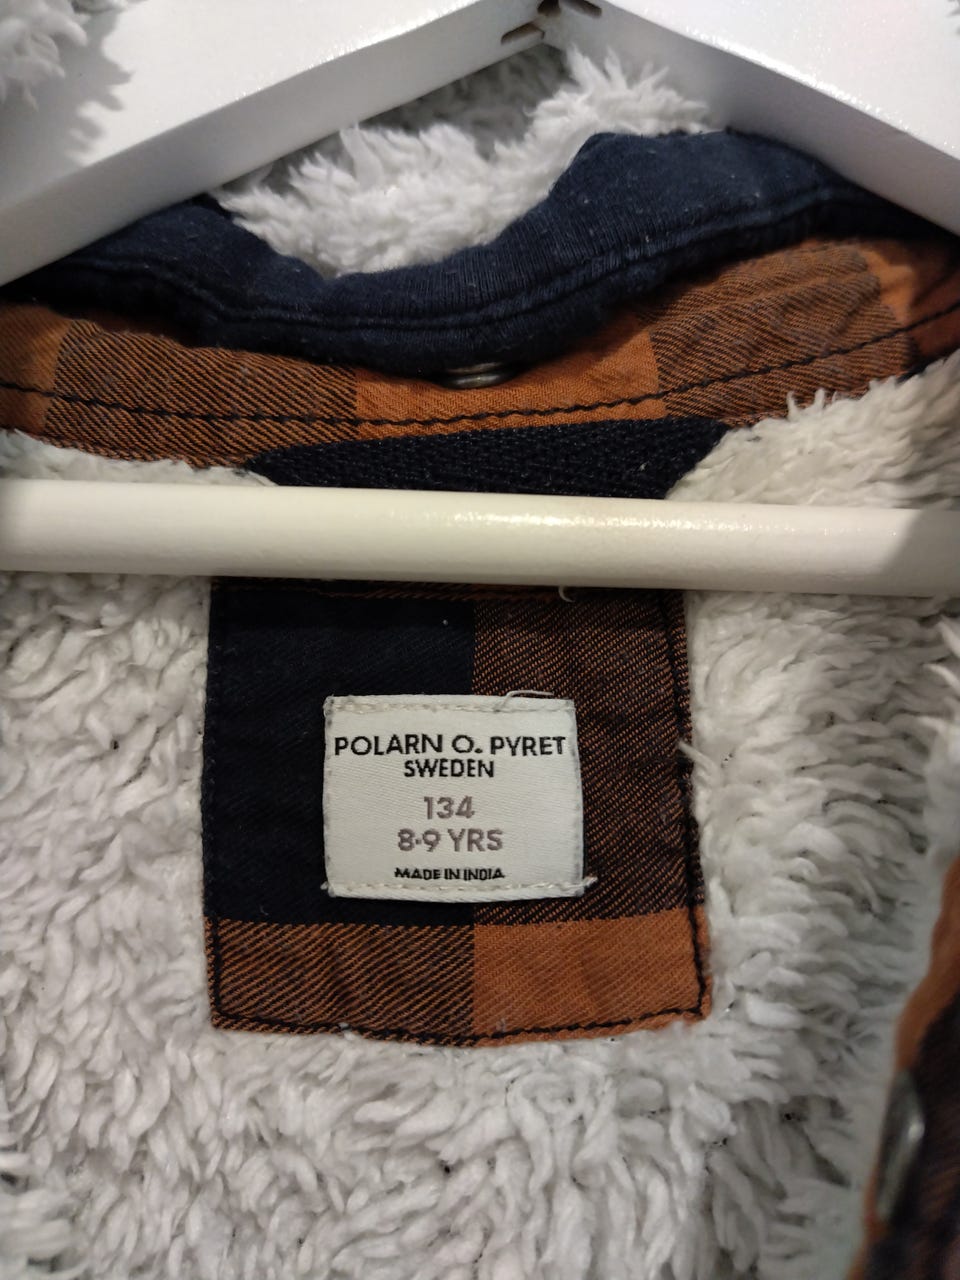 POLARN O. PYRET
SWEDEN
134
8-9 YRS
MADE IN INDIA